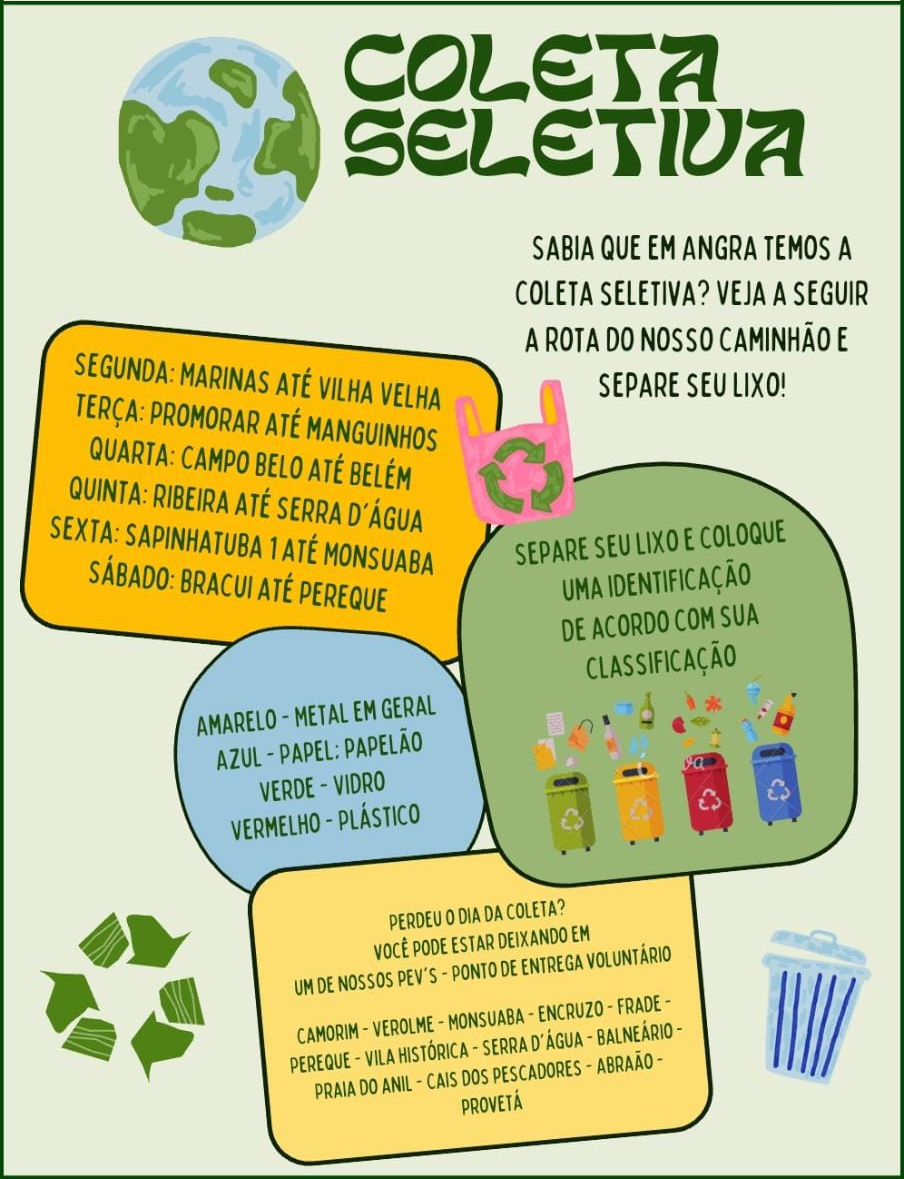 COLETA
SELETIVA
SABIA QUE EM ANGRA TEMOS A
COLETA SELETIVA? VEJA A SEGUIR
A ROTA DO NOSSO CAMINHÃO E
SEPARE SEU LIXO!
SEGUNDA: MARINAS ATÉ VILHA VELHA
TERÇA: PROMORAR ATÉ MANGUINHOS
QUARTA: CAMPO BELO ATÉ BELÉM
QUINTA: RIBEIRA ATÉ SERRA D'ÁGUA
SEXTA: SAPINHATUBA 1 ATÉ MONSUABA
SÁBADO: BRACUI ATÉ PEREQUE
SEPARE SEU LIXO E COLOQUE
UMA IDENTIFICAÇÃO
DE ACORDO COM SUA
CLASSIFICAÇÃO
AMARELO - METAL EM GERAL
AZUL - PAPEL; PAPELÃO
VERDE - VIDRO
VERMELHO - PLÁSTICO
PERDEU O DIA DA COLETA?
VOCÊ PODE ESTAR DEIXANDO EM
UM DE NOSSOS PEV'S - PONTO DE ENTREGA VOLUNTÁRIO
CAMORIM - VEROLME - MONSUABA - ENCRUZO - FRADE -
PEREQUE - VILA HISTÓRICA - SERRA D'ÁGUA - BALNEÁRIO -
PRAIA DO ANIL - CAIS DOS PESCADORES - ABRAÃO -
PROVETÁ